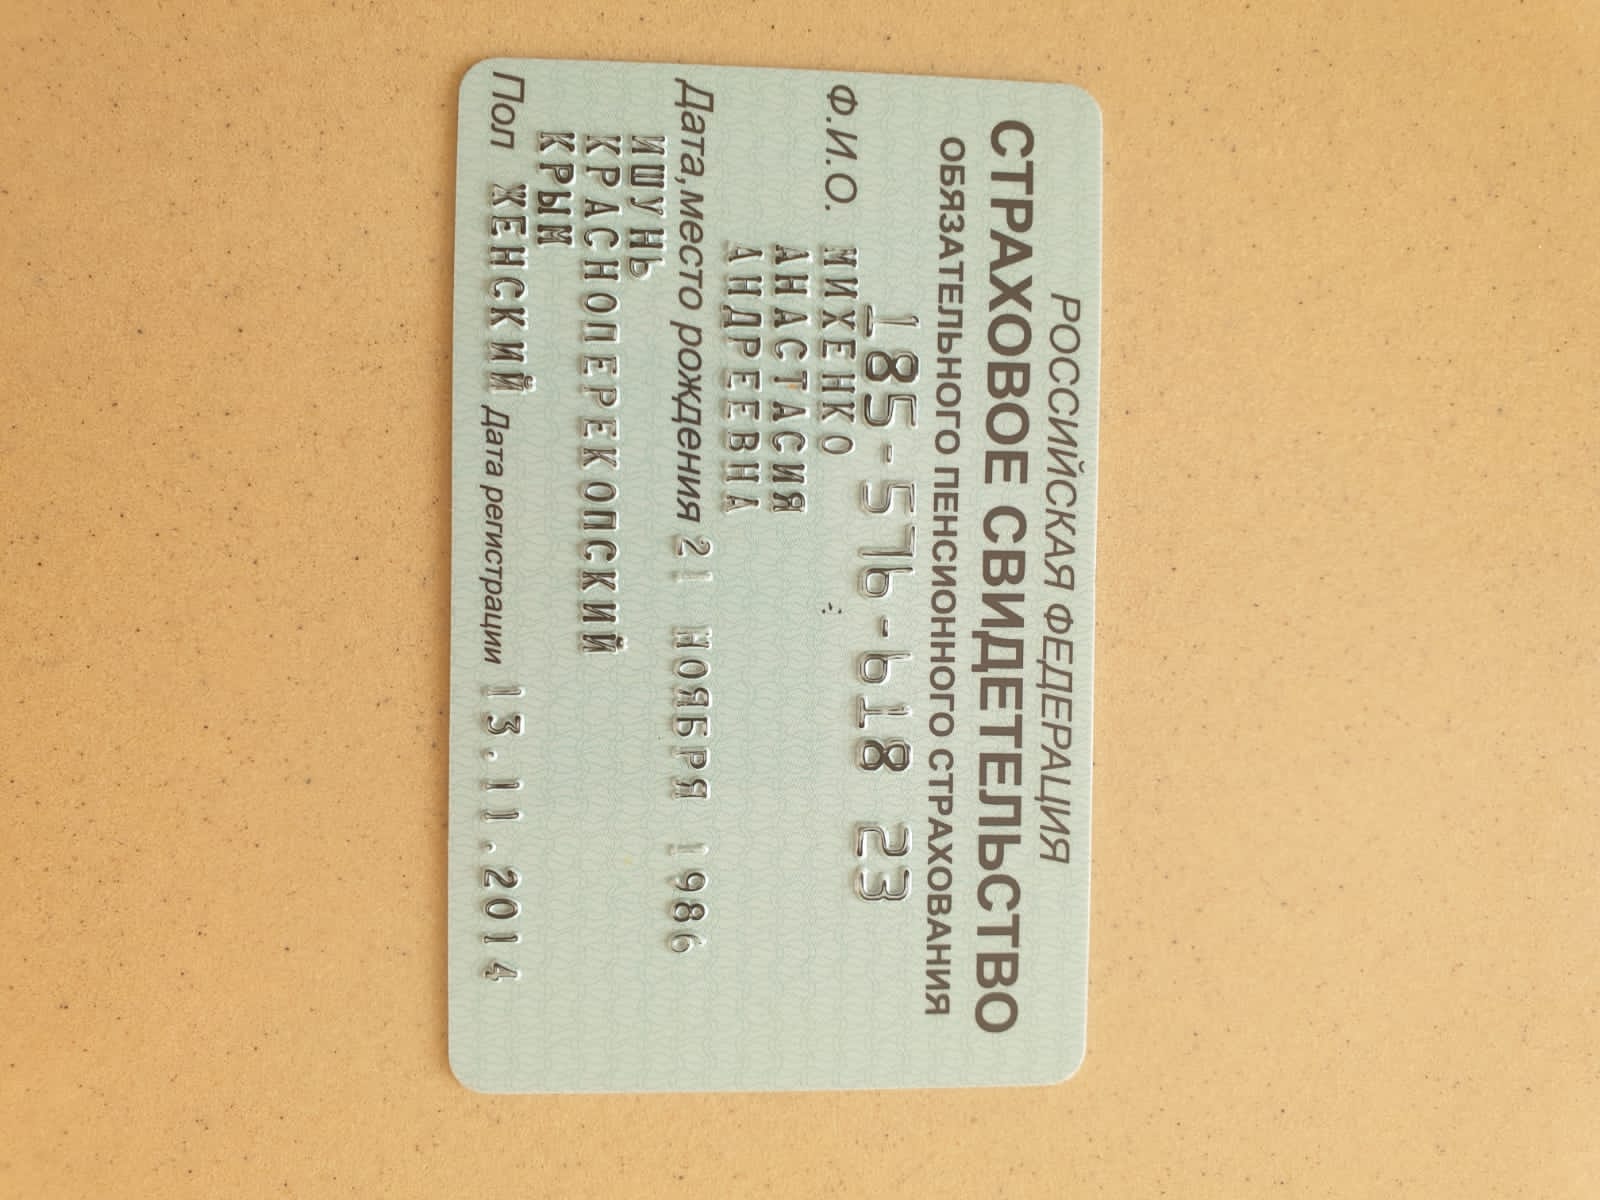 РОССИЙСКАЯ ФЕДЕРАЦИЯ
СТРАХОВОЕ СВИДЕТЕЛЬСТВО
ОБЯЗАТЕЛЬНОГО ПЕНСИОННОГО СТРАХОВАНИЯ
185-576-618 23
Ф.И.О. МИХЕНКО
АНАСТАСИЯ
АНДРЕЕВНА
Дата,место рождения 21 НОЯБРЯ 1986
ИШУНЬ
КРАСНОПЕРЕКОПСКИЙ
КРЫМ
Пол ЖЕНСКИЙ Дата регистрации 13.11.2014